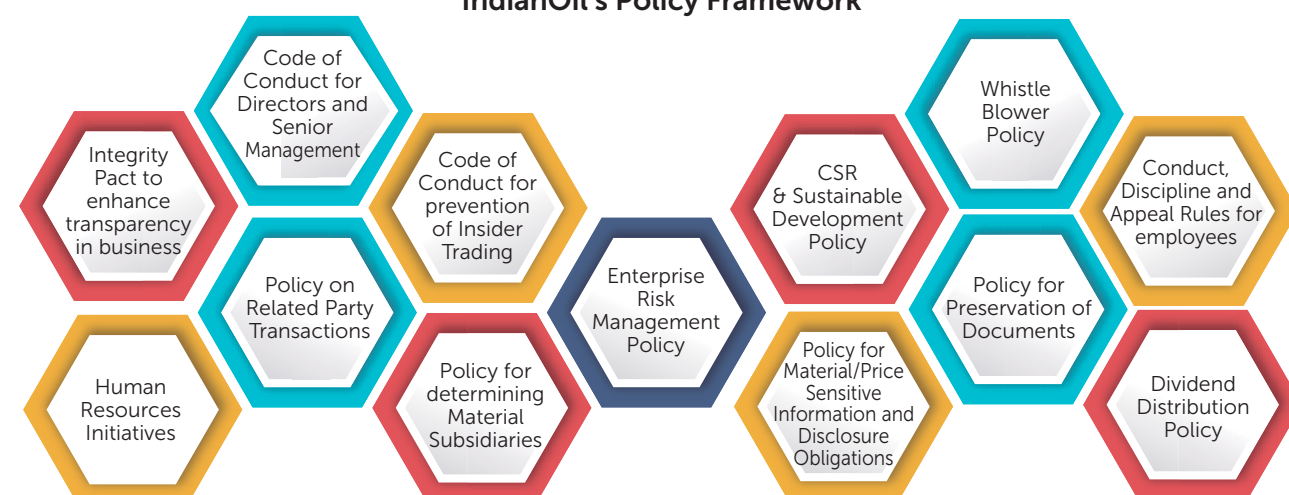 IndianOil's Policy Framework
Code of
Conduct for
Directors and
Senior
Management
Whistle
Blower
Policy
Integrity
Pact to
enhance
transparency
in business
Code of
Conduct for
prevention
of Insider
Trading
CSR
& Sustainable
Development
Policy
Conduct,
Discipline and
Appeal Rules for
employees
Policy on
Related Party
Transactions
Enterprise
Risk
Management
Policy
Policy for
Preservation of
Documents
Human
Resources
Initiatives
Policy for
determining
Material
Subsidiaries
Policy for
Material/Price
Sensitive
Information and
Disclosure
Obligations
Dividend
Distribution
Policy